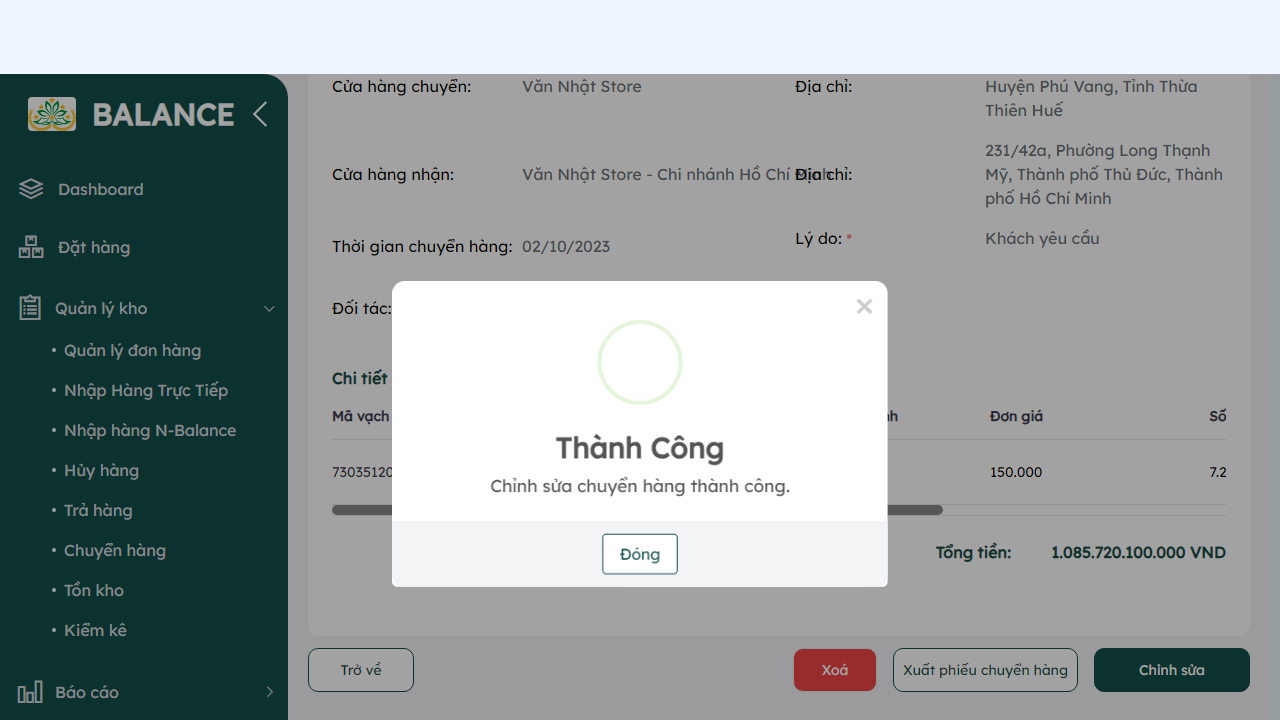 BALANCE
Dashboard
Đặt hàng
Quản lý kho
• Quản lý đơn hàng
• Nhập Hàng Trực Tiếp
• Nhập hàng N-Balance
• Hủy hàng
• Trả hàng
• Chuyển hàng
• Tồn kho
• Kiểm kê
Báo cáo
Cửa hàng chuyển: Văn Nhật Store
Địa chỉ: Huyện Phú Vang, Tỉnh Thừa
Thiên Huế
Cửa hàng nhận: Văn Nhật Store - Chi nhánh Hồ Chí Minh
Địa chỉ: 231/42a, Phường Long Thạnh
Mỹ, Thành phố Thủ Đức, Thành
phố Hồ Chí Minh
Thời gian chuyển hàng: 02/10/2023
Lý do: * Khách yêu cầu
Đối tác:
Chi tiết
Mã vạch
Đơn giá
Số
73035120
150.000
7.2
Tổng tiền: 1.085.720.100.000 VND
×
Thành Công
Chỉnh sửa chuyển hàng thành công.
Đóng
Trở về
Xoá
Xuất phiếu chuyển hàng
Chỉnh sửa